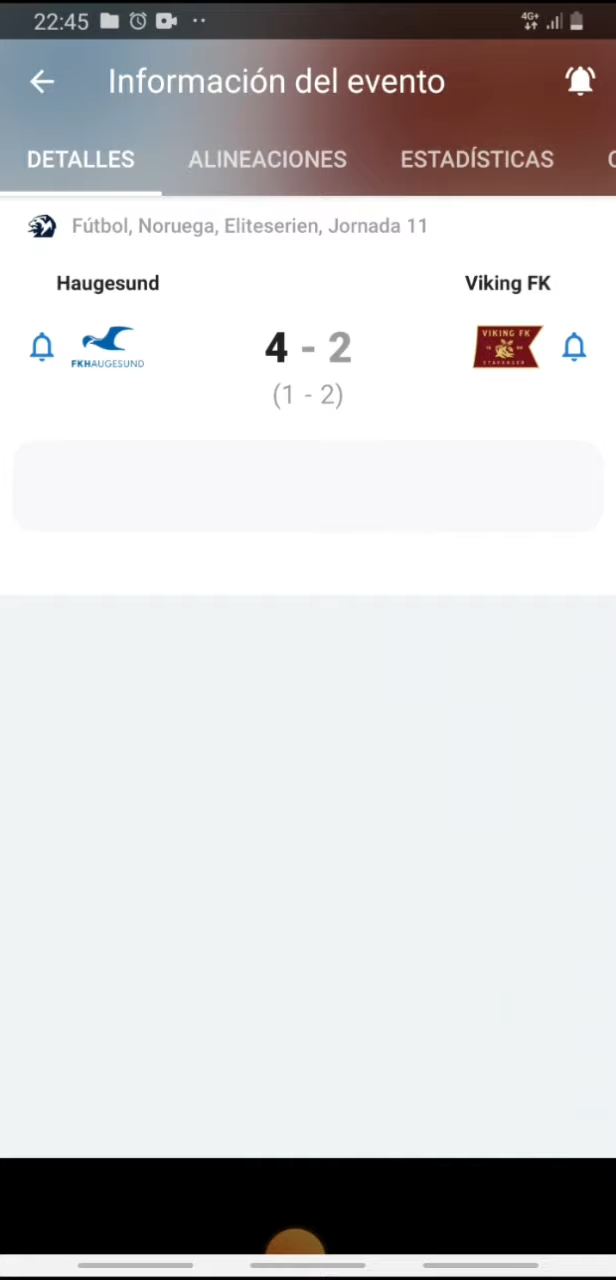 22:45
4G+
Información del evento
DETALLES ALINEACIONES ESTADÍSTICAS
Fútbol, Noruega, Eliteserien, Jornada 11
Haugesund Viking FK
FKHAUGESUND 4 - 2 VIKING FK
(1 - 2)